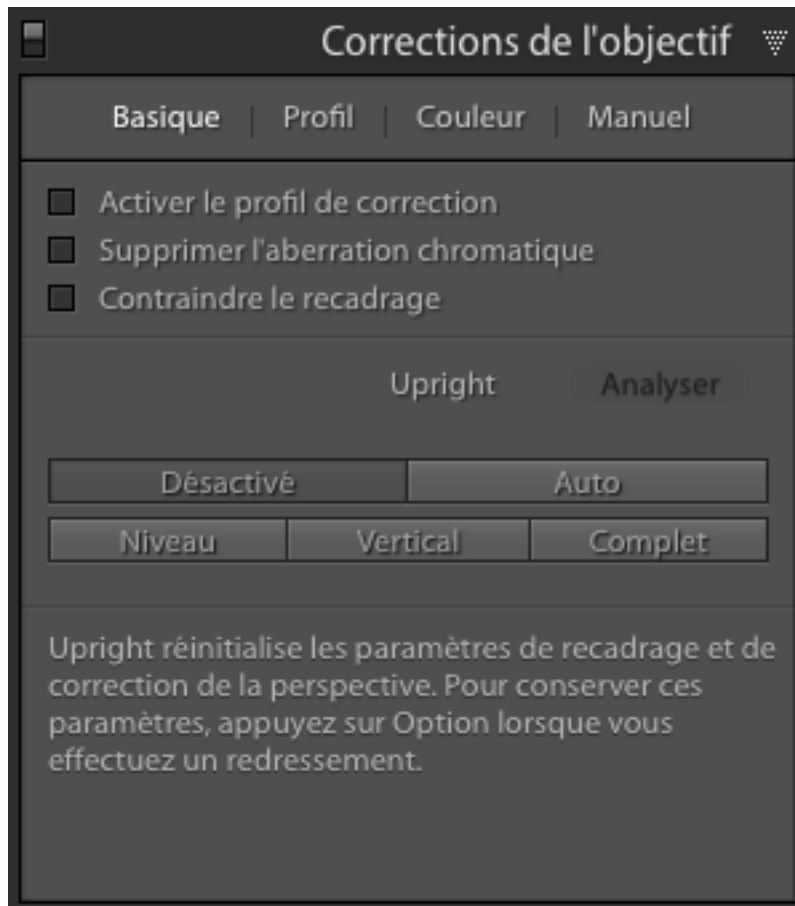 Corrections de l'objectif
Basique | Profil | Couleur | Manuel
Activer le profil de correction
Supprimer l'aberration chromatique
Contraindre le recadrage
Upright Analyser
Désactivé Auto
Niveau Vertical Complet
Upright réinitialise les paramètres de recadrage et de
correction de la perspective. Pour conserver ces
paramètres, appuyez sur Option lorsque vous
effectuez un redressement.